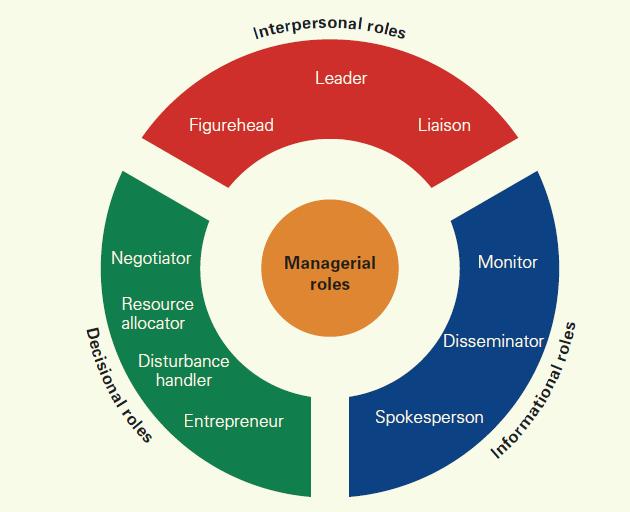 Interpersonal roles
Leader
Figurehead
Liaison
Managerial
roles
Monitor
Disseminator
Spokesperson
Informational roles
Negotiator
Resource
allocator
Disturbance
handler
Entrepreneur
Decisional roles